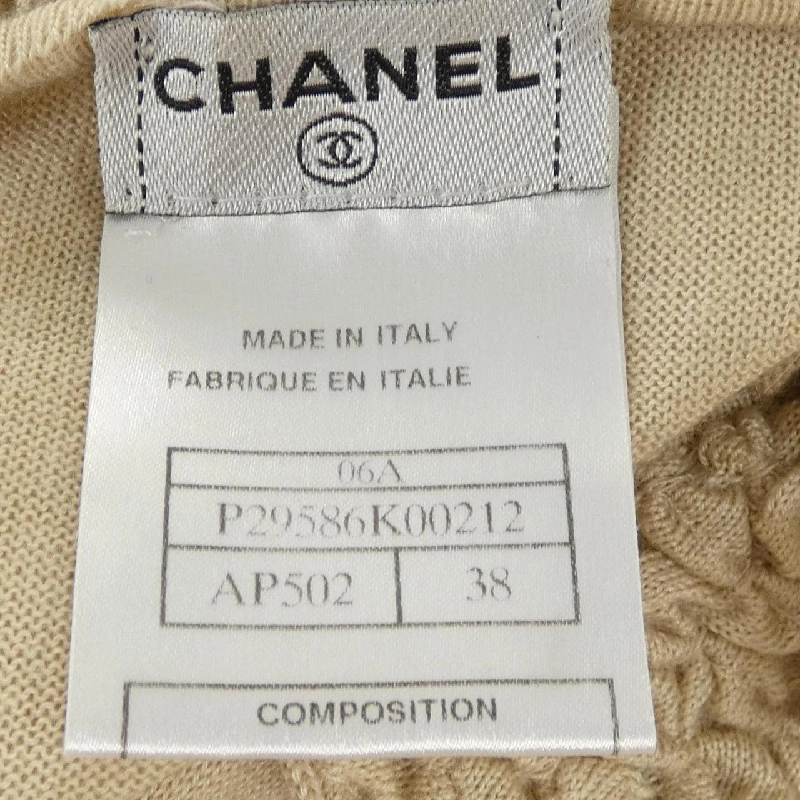 CHANEL
MADE IN ITALY
FABRIQUE EN ITALIE
06A
P29586K00212
AP502 38
COMPOSITION